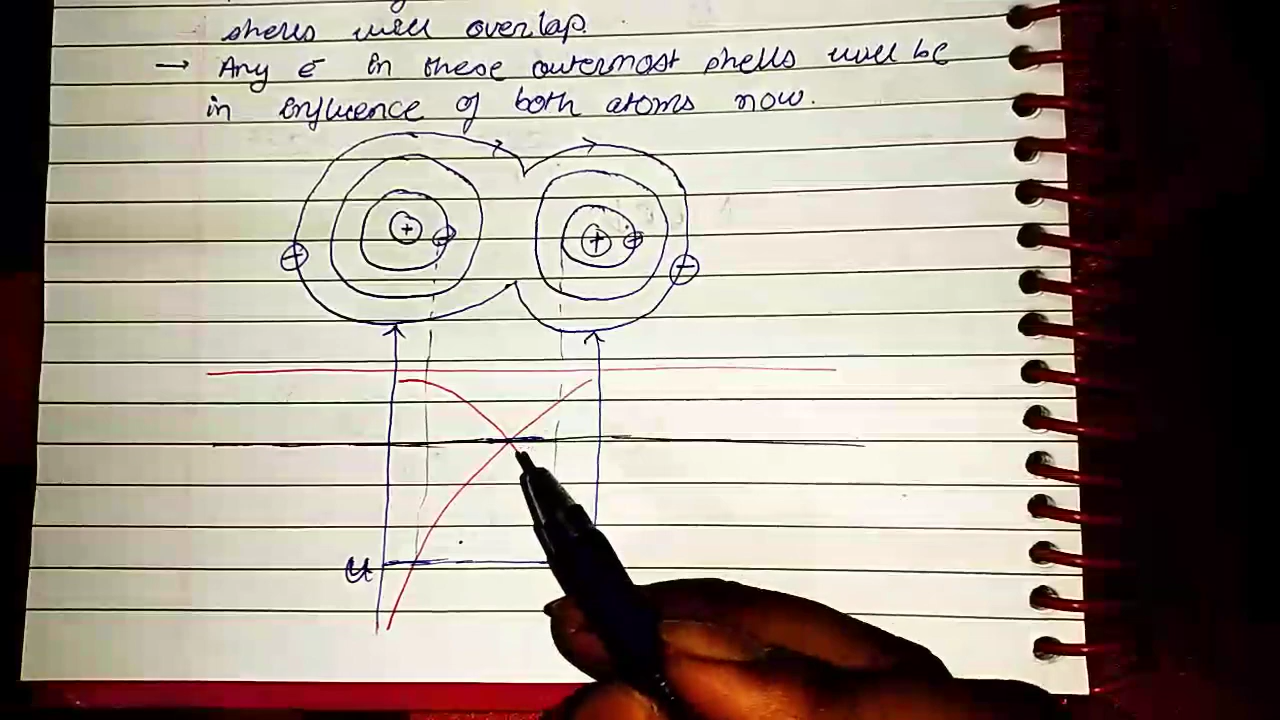 shells will overlap.
→ Any e⁻ in these outermost shells will be
in influence of both atoms now.
+ +
U